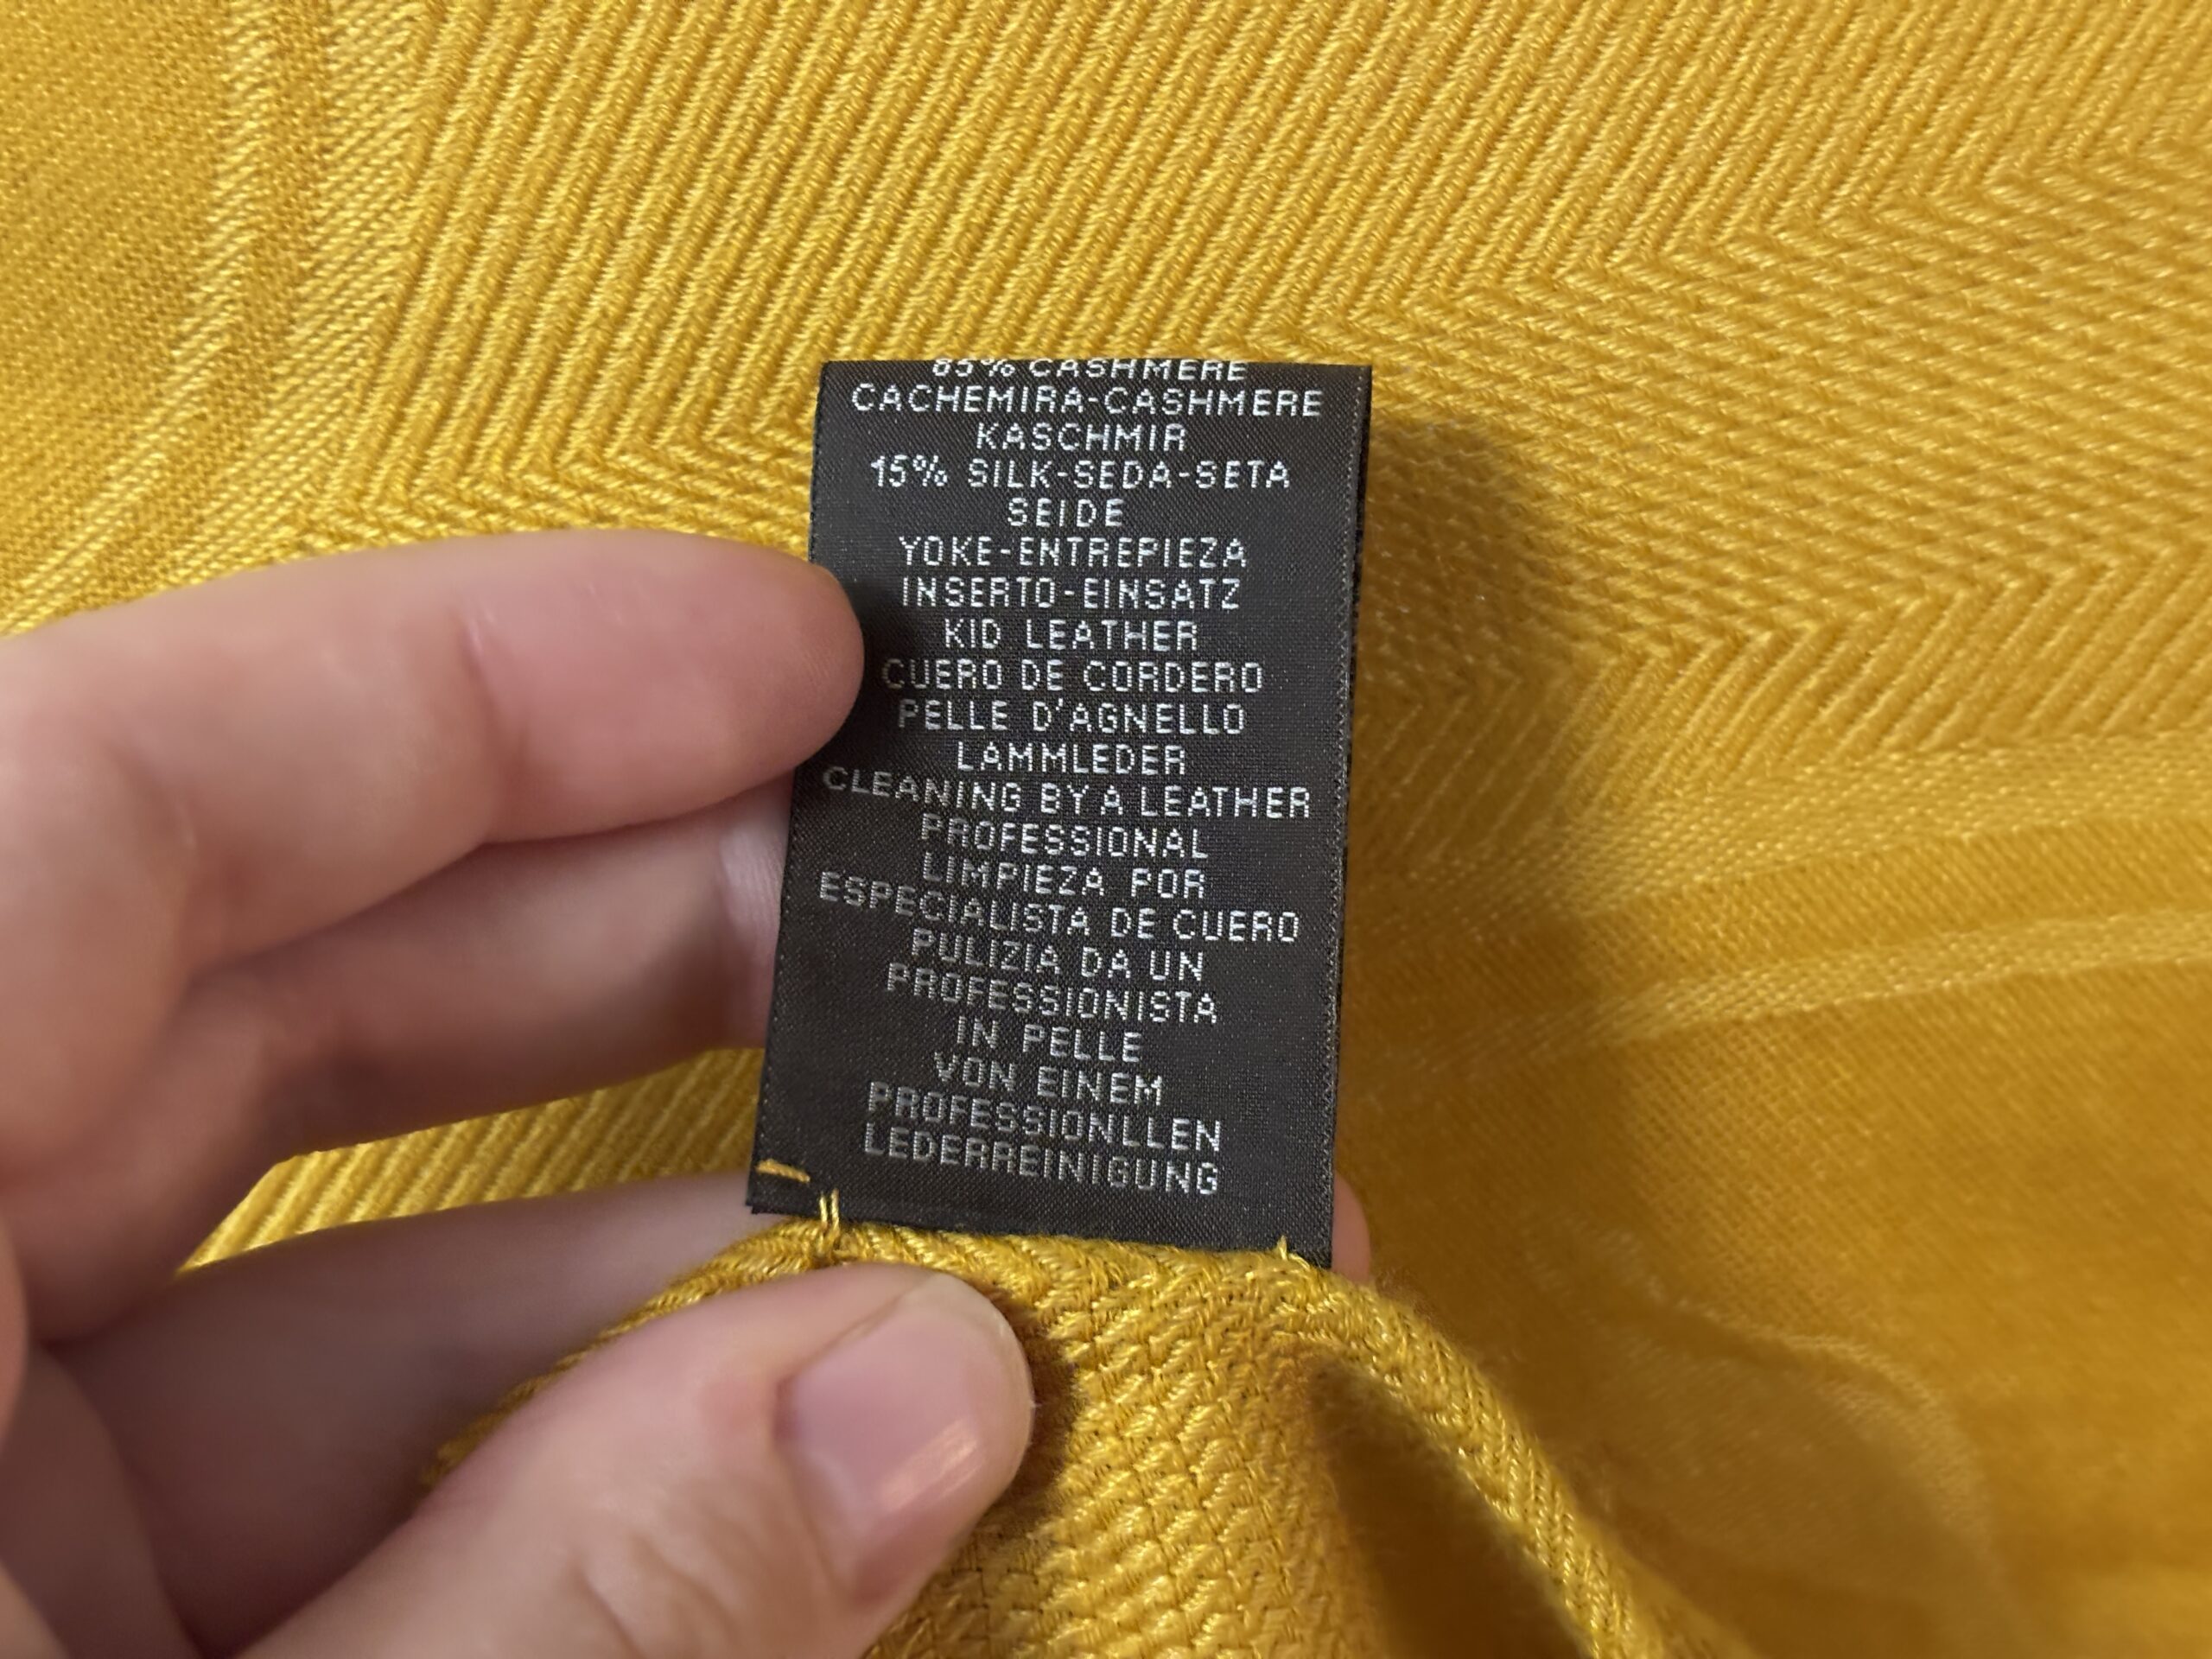 85% CASHMERE
CACHEMIRA-CASHMERE
KASCHMIR
15% SILK-SEDA-SETA
SEIDE
YOKE-ENTREPIEZA
INSERTO-EINSATZ
KID LEATHER
CUERO DE CORDERO
PELLE D'AGNELLO
LAMMLEDER
CLEANING BY A LEATHER
PROFESSIONAL
LIMPIEZA POR
ESPECIALISTA DE CUERO
PULIZIA DA UN
PROFESSIONISTA
IN PELLE
VON EINEM
PROFESSIONLLEN
LEDERREINIGUNG